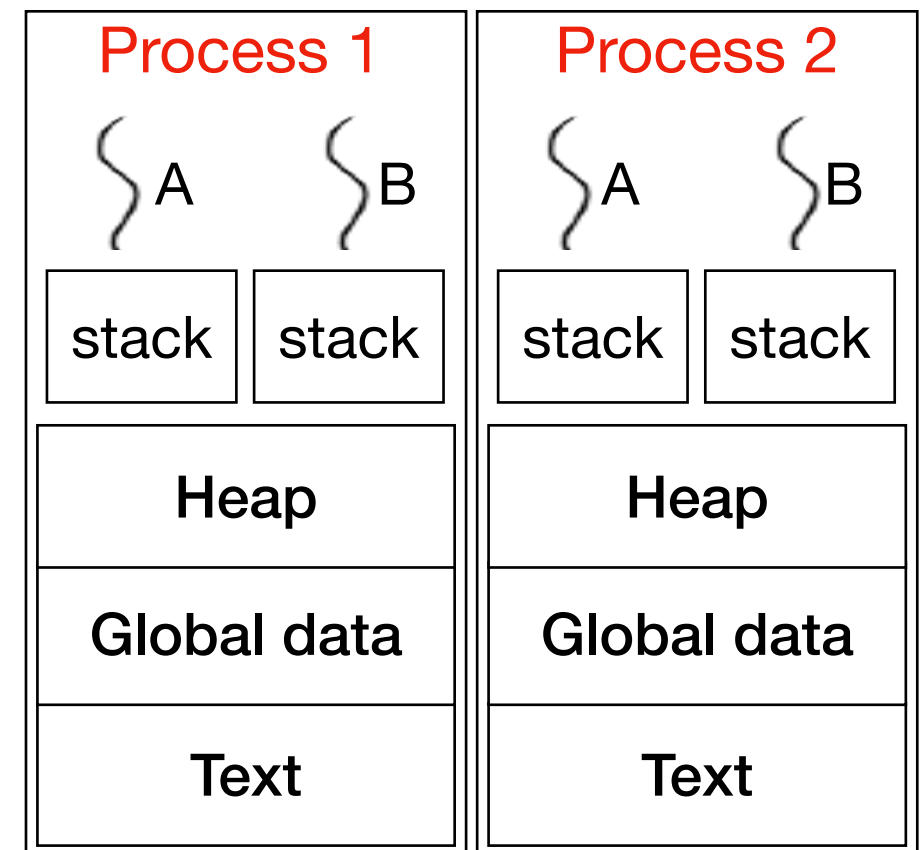 Process 1
A
B
stack
stack
Heap
Global data
Text
Process 2
A
B
stack
stack
Heap
Global data
Text